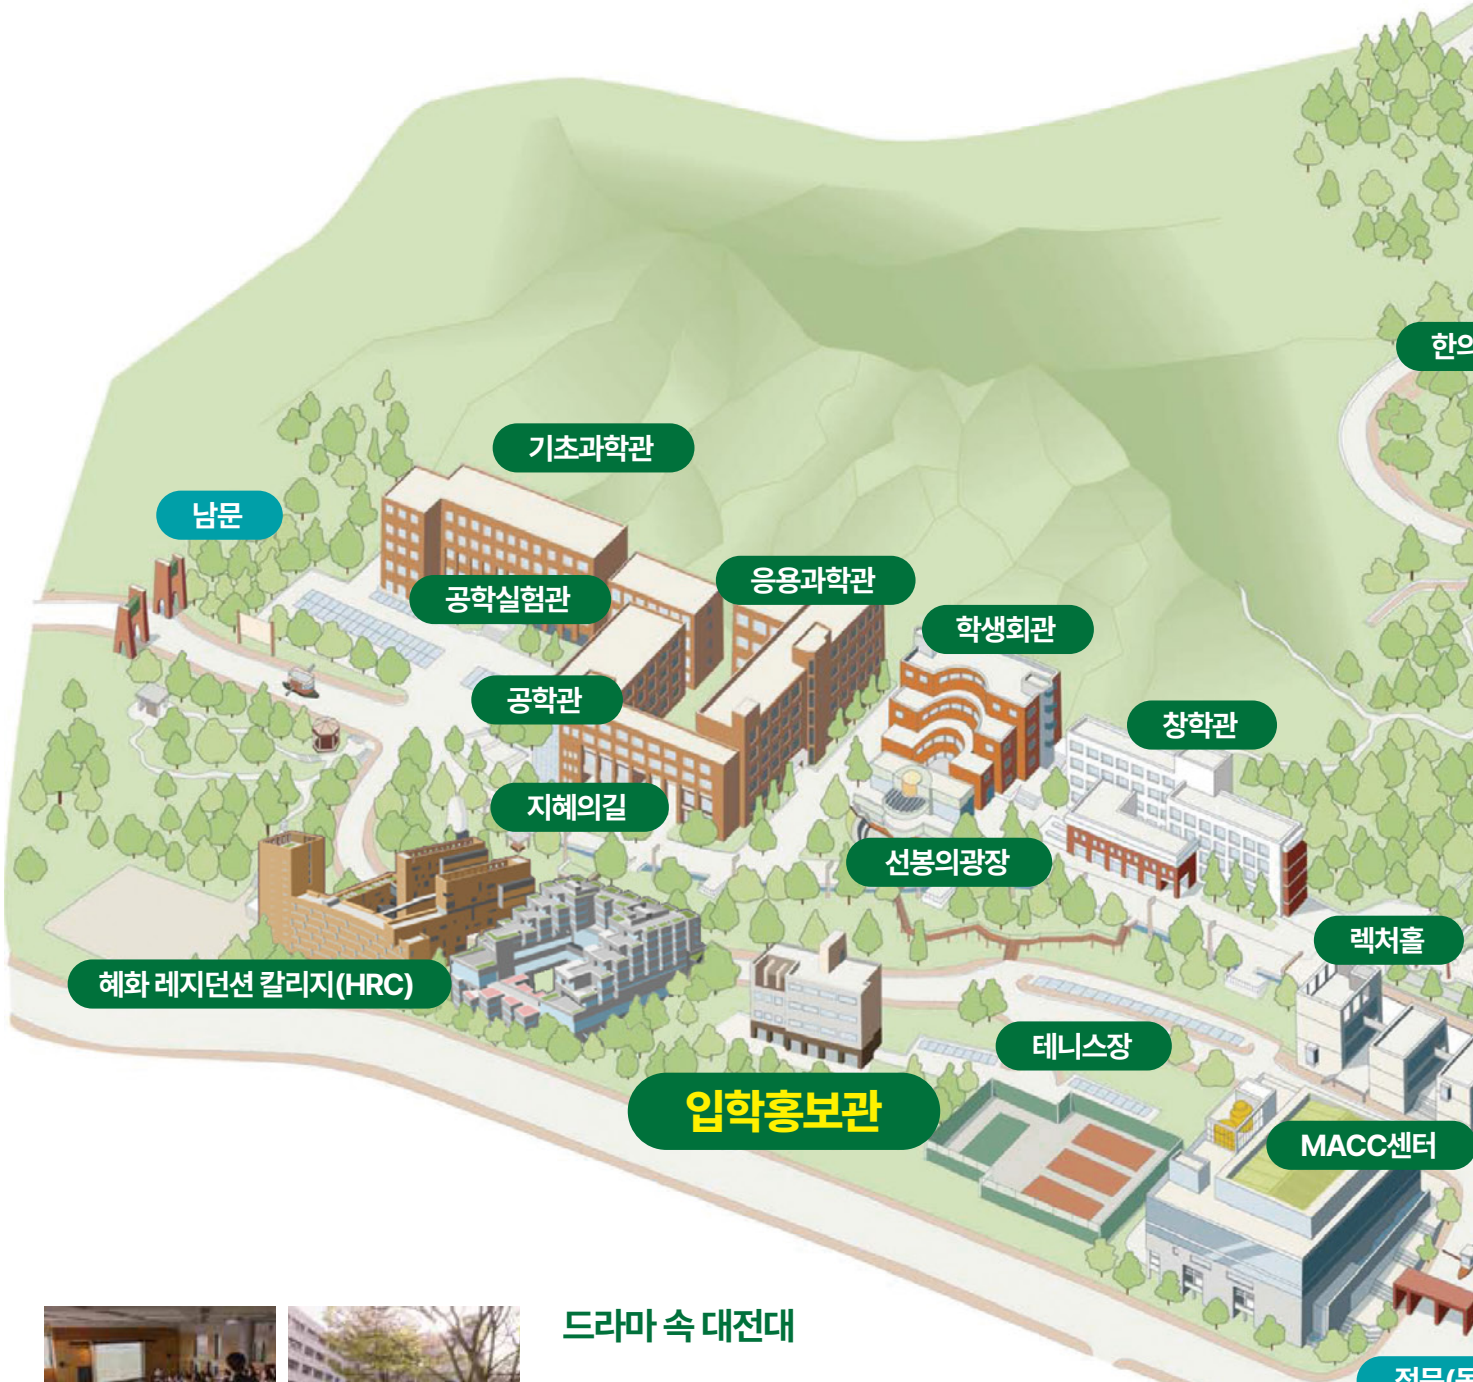 한의
기초과학관
남문
응용과학관
공학실험관
학생회관
공학관
창학관
지혜의길
선봉의광장
렉처홀
혜화 레지던션 칼리지(HRC)
테니스장
입학홍보관
MACC센터
드라마 속 대전대